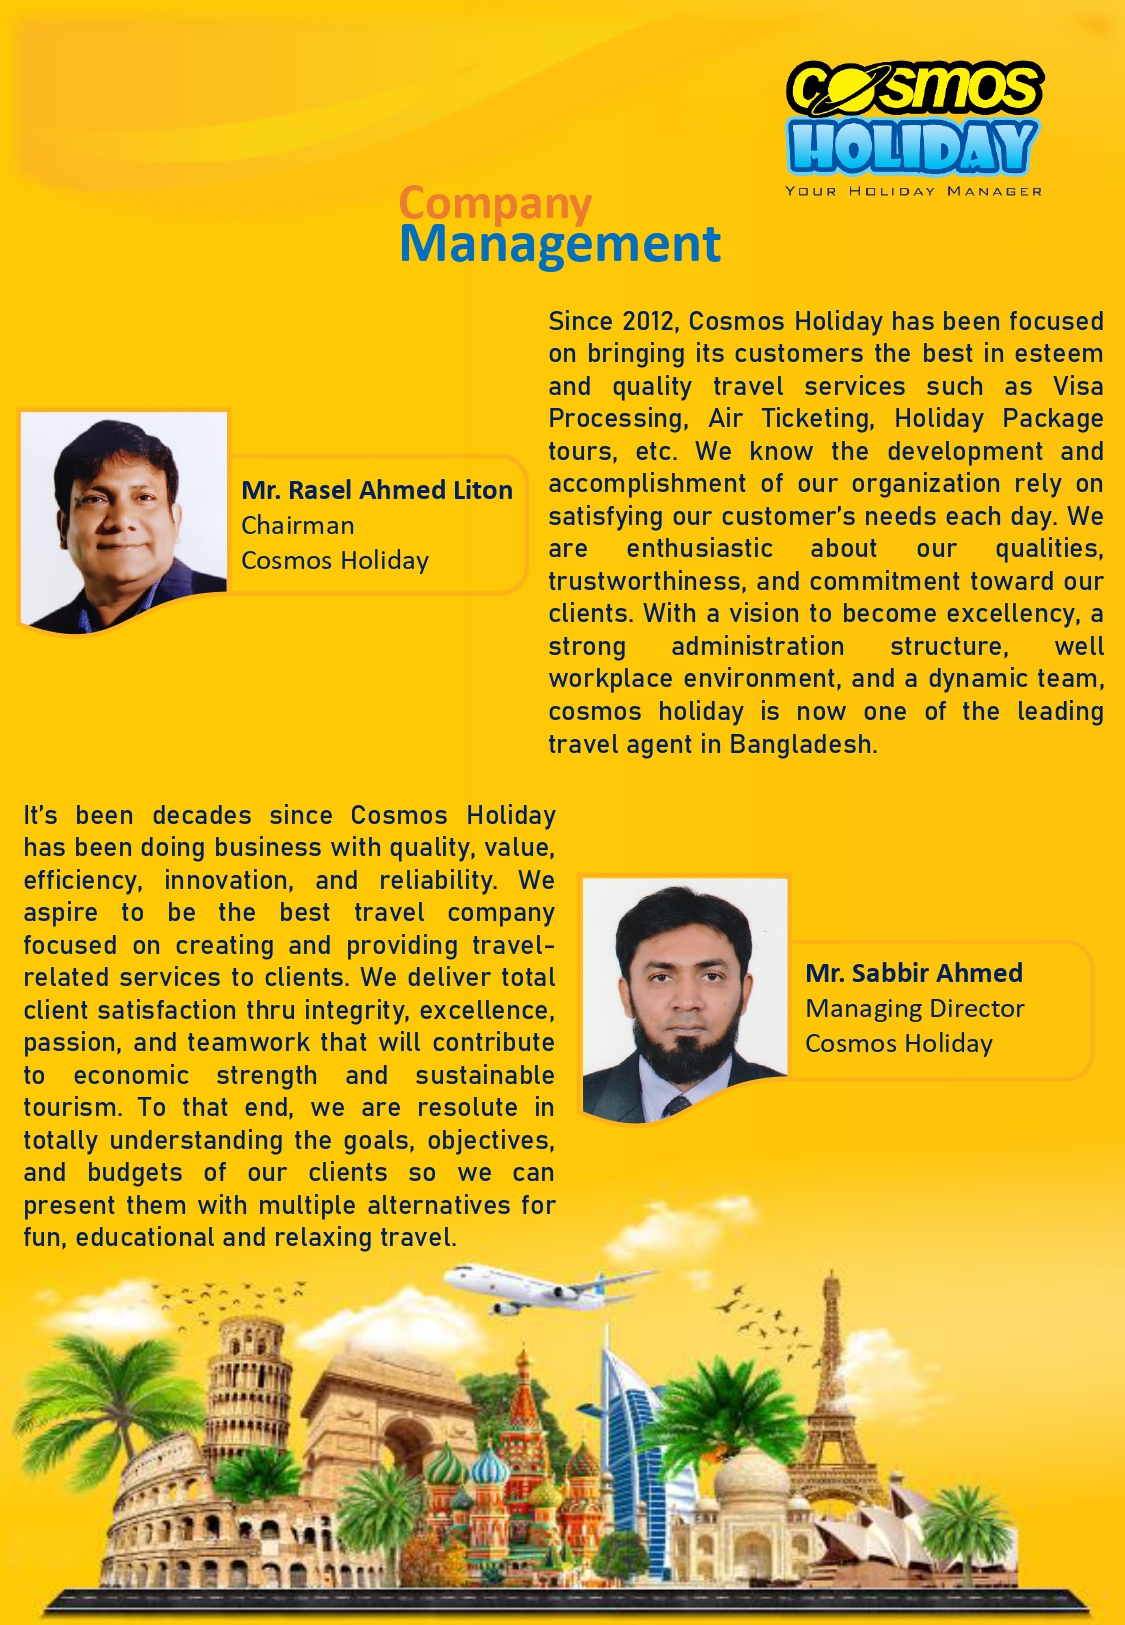 COSMOS
HOLIDAY
YOUR HOLIDAY MANAGER
Company
Management
Since 2012, Cosmos Holiday has been focused
on bringing its customers the best in esteem
and quality travel services such as Visa
Processing, Air Ticketing, Holiday Package
tours, etc. We know the development and
accomplishment of our organization rely on
satisfying our customer’s needs each day. We
are enthusiastic about our qualities,
trustworthiness, and commitment toward our
clients. With a vision to become excellency, a
strong administration structure, well
workplace environment, and a dynamic team,
cosmos holiday is now one of the leading
travel agent in Bangladesh.
Mr. Rasel Ahmed Liton
Chairman
Cosmos Holiday
It’s been decades since Cosmos Holiday
has been doing business with quality, value,
efficiency, innovation, and reliability. We
aspire to be the best travel company
focused on creating and providing travel-
related services to clients. We deliver total
client satisfaction thru integrity, excellence,
passion, and teamwork that will contribute
to economic strength and sustainable
tourism. To that end, we are resolute in
totally understanding the goals, objectives,
and budgets of our clients so we can
present them with multiple alternatives for
fun, educational and relaxing travel.
Mr. Sabbir Ahmed
Managing Director
Cosmos Holiday